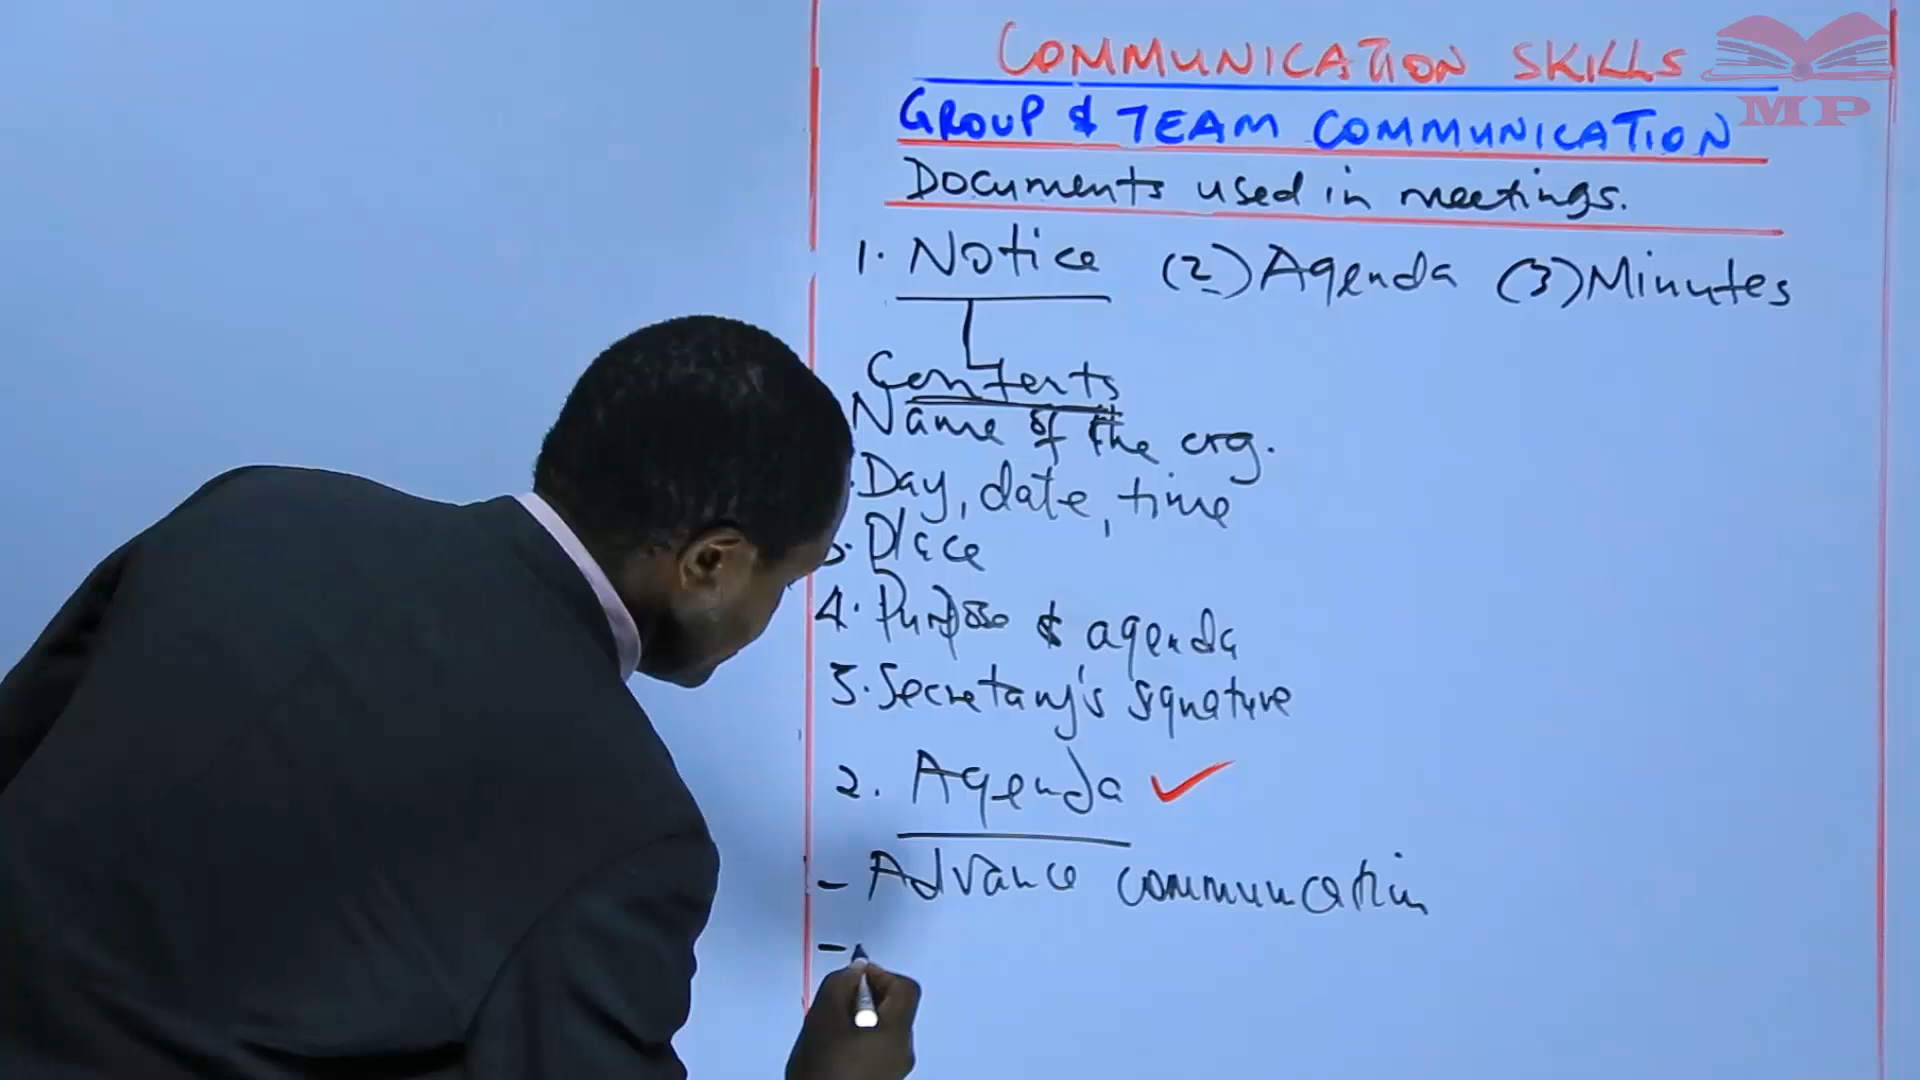 COMMUNICATION SKILLS
MP
GROUP & TEAM COMMUNICATION
Documents used in meetings.
1. Notice (2) Agenda (3) Minutes
Contents
Name of the org.
Day, date, time
Place
4. Purpose & agenda
5. Secretary's signature
2. Agenda ✓
- Advance communcation
-